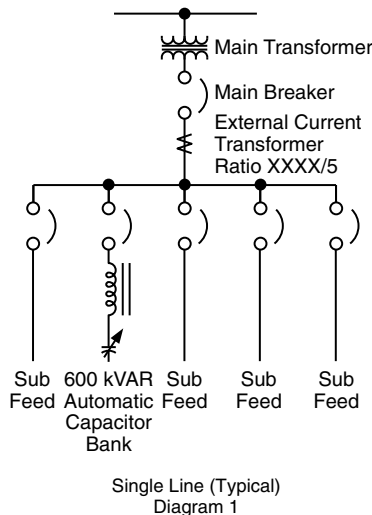 Main Transformer
Main Breaker
External Current
Transformer
Ratio XXXX/5
Sub
Feed
600 kVAR
Automatic
Capacitor
Bank
Sub
Feed
Sub
Feed
Sub
Feed
Single Line (Typical)
Diagram 1